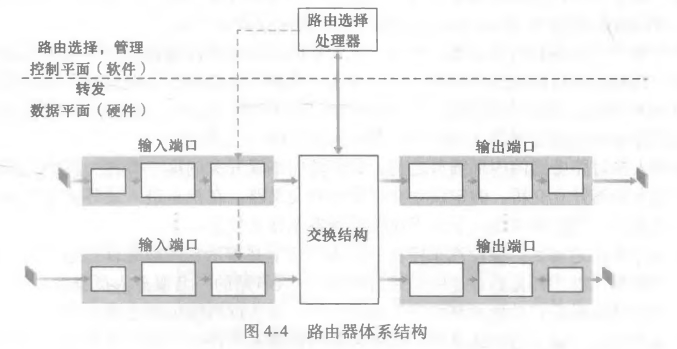 路由选择
处理器
路由选择，管理
控制平面（软件）
转发
数据平面（硬件）
输入端口
输出端口
交换结构
输入端口
输出端口
图 4-4 路由器体系结构